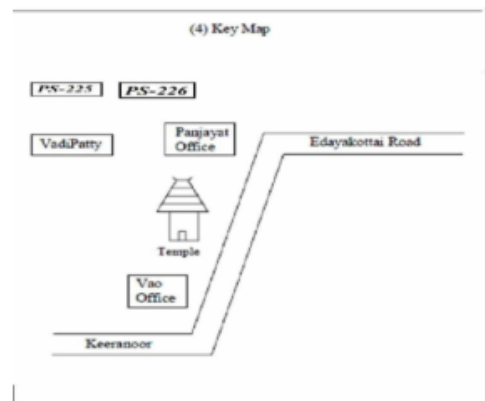 (4) Key Map
PS-225 PS-226
VadiPatty
Panjayat
Office
Edayakottai Road
Temple
Vao
Office
Keeranoor